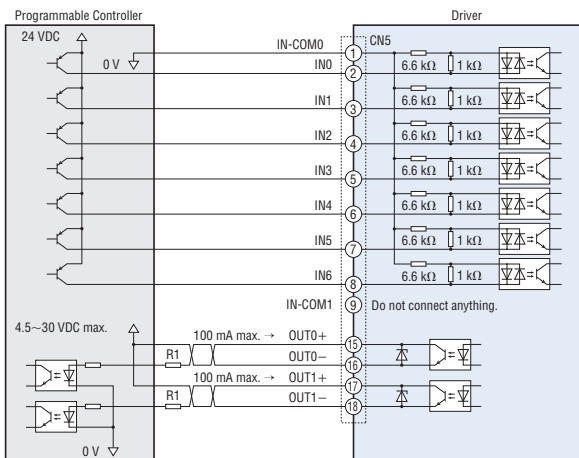 Programmable Controller
Driver
24 VDC
0 V
IN-COM0
1
CN5
IN0
2
6.6 kΩ
1 kΩ
IN1
3
6.6 kΩ
1 kΩ
IN2
4
6.6 kΩ
1 kΩ
IN3
5
6.6 kΩ
1 kΩ
IN4
6
6.6 kΩ
1 kΩ
IN5
7
6.6 kΩ
1 kΩ
IN6
8
6.6 kΩ
1 kΩ
IN-COM1
9
Do not connect anything.
4.5~30 VDC max.
100 mA max. → OUT0+
15
R1
OUT0−
16
100 mA max. → OUT1+
17
R1
OUT1−
18
0 V